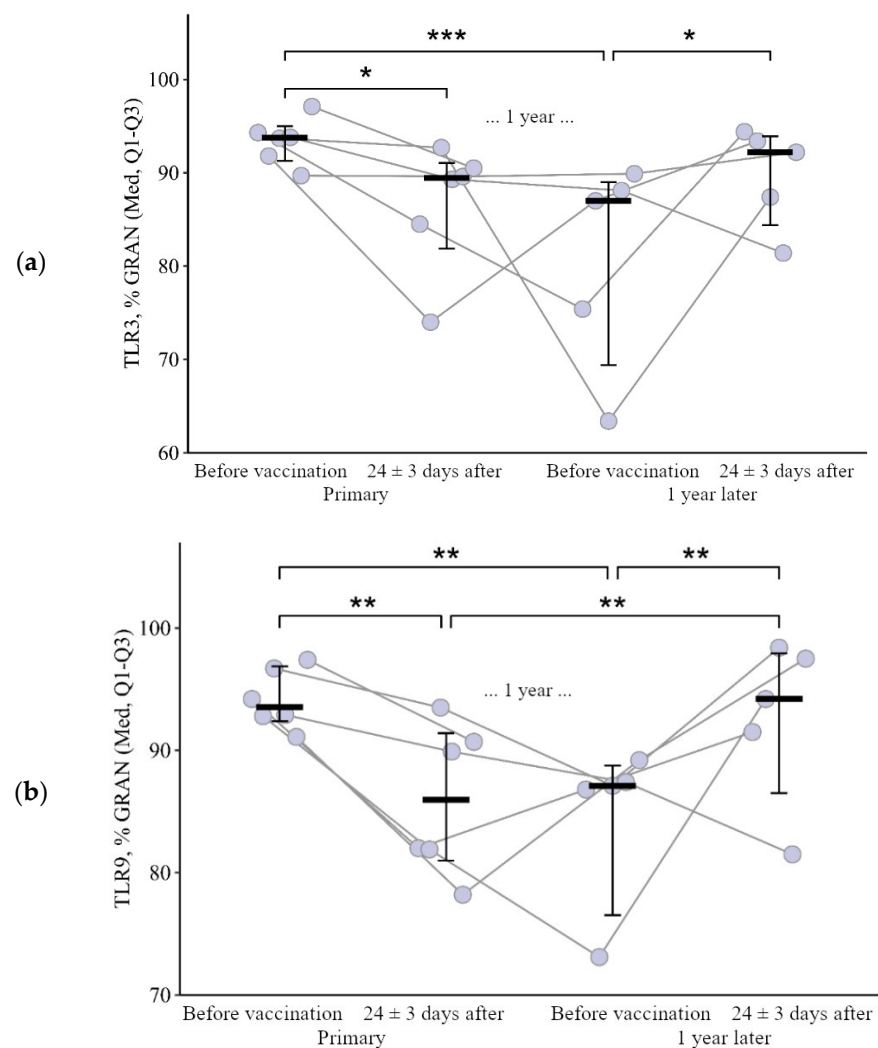 (a)
TLR3, % GRAN (Med, Q1-Q3)
***
*
*
... 1 year ...
100
90
80
70
60
Before vaccination 24 ± 3 days after Before vaccination 24 ± 3 days after
Primary 1 year later
(b)
TLR9, % GRAN (Med, Q1-Q3)
** **
** **
... 1 year ...
100
90
80
70
Before vaccination 24 ± 3 days after Before vaccination 24 ± 3 days after
Primary 1 year later